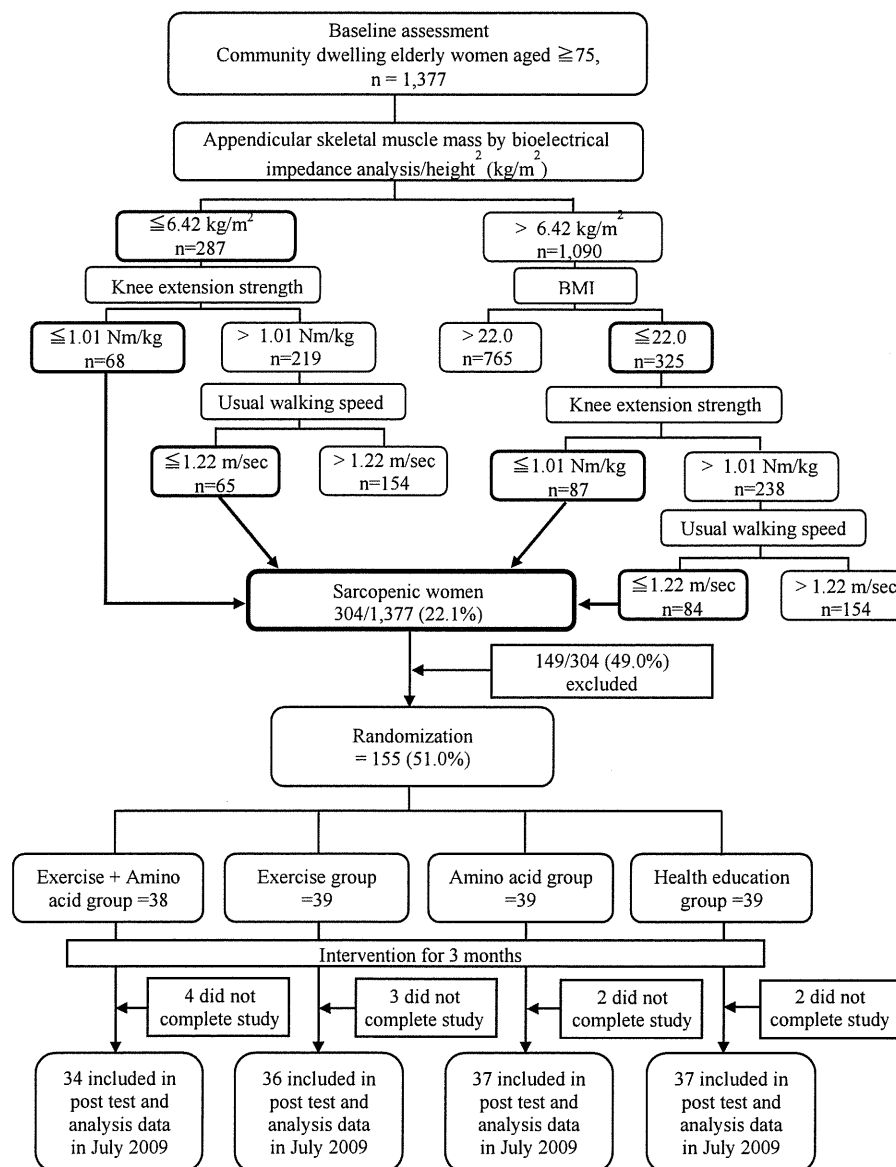 Baseline assessment
Community dwelling elderly women aged ≧75,
n = 1,377
Appendicular skeletal muscle mass by bioelectrical
impedance analysis/height² (kg/m²)
≦6.42 kg/m²
n=287
> 6.42 kg/m²
n=1,090
Knee extension strength
BMI
≦1.01 Nm/kg
n=68
> 1.01 Nm/kg
n=219
> 22.0
n=765
≦22.0
n=325
Usual walking speed
Knee extension strength
≦1.22 m/sec
n=65
> 1.22 m/sec
n=154
≦1.01 Nm/kg
n=87
> 1.01 Nm/kg
n=238
Usual walking speed
Sarcopenic women
304/1,377 (22.1%)
≦1.22 m/sec
n=84
> 1.22 m/sec
n=154
149/304 (49.0%)
excluded
Randomization
= 155 (51.0%)
Exercise + Amino
acid group =38
Exercise group
=39
Amino acid group
=39
Health education
group =39
Intervention for 3 months
4 did not
complete study
3 did not
complete study
2 did not
complete study
2 did not
complete study
34 included in
post test and
analysis data
in July 2009
36 included in
post test and
analysis data
in July 2009
37 included in
post test and
analysis data
in July 2009
37 included in
post test and
analysis data
in July 2009